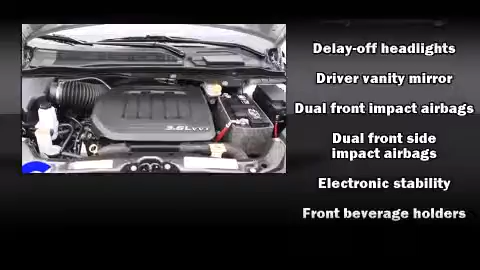 Delay-off headlights
Driver vanity mirror
Dual front impact airbags
Dual front side
impact airbags
Electronic stability
Front beverage holders
3.6L VVT